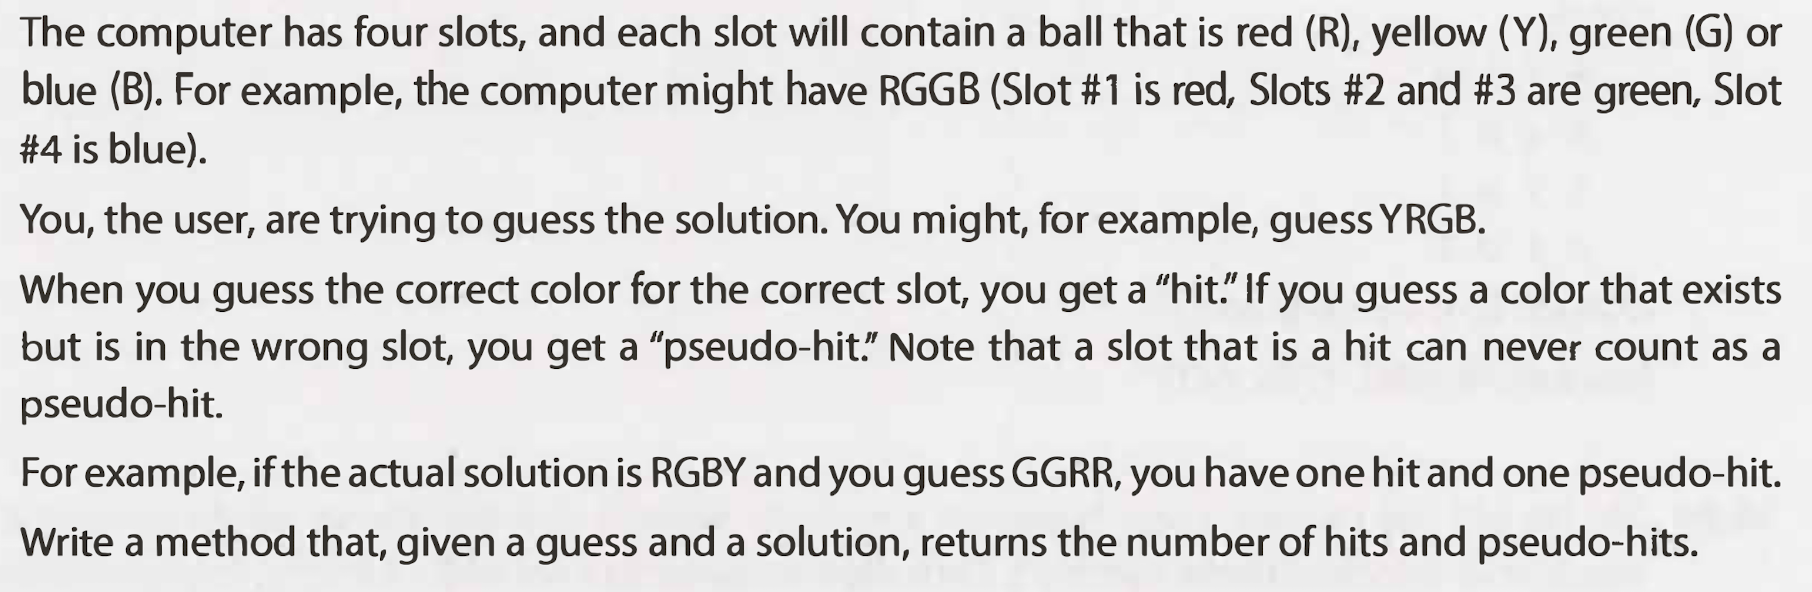 The computer has four slots, and each slot will contain a ball that is red (R), yellow (Y), green (G) or
blue (B). For example, the computer might have RGGB (Slot #1 is red, Slots #2 and #3 are green, Slot
#4 is blue).
You, the user, are trying to guess the solution. You might, for example, guess YRGB.
When you guess the correct color for the correct slot, you get a “hit.” If you guess a color that exists
but is in the wrong slot, you get a “pseudo-hit.” Note that a slot that is a hit can never count as a
pseudo-hit.
For example, if the actual solution is RGBY and you guess GGRR, you have one hit and one pseudo-hit.
Write a method that, given a guess and a solution, returns the number of hits and pseudo-hits.